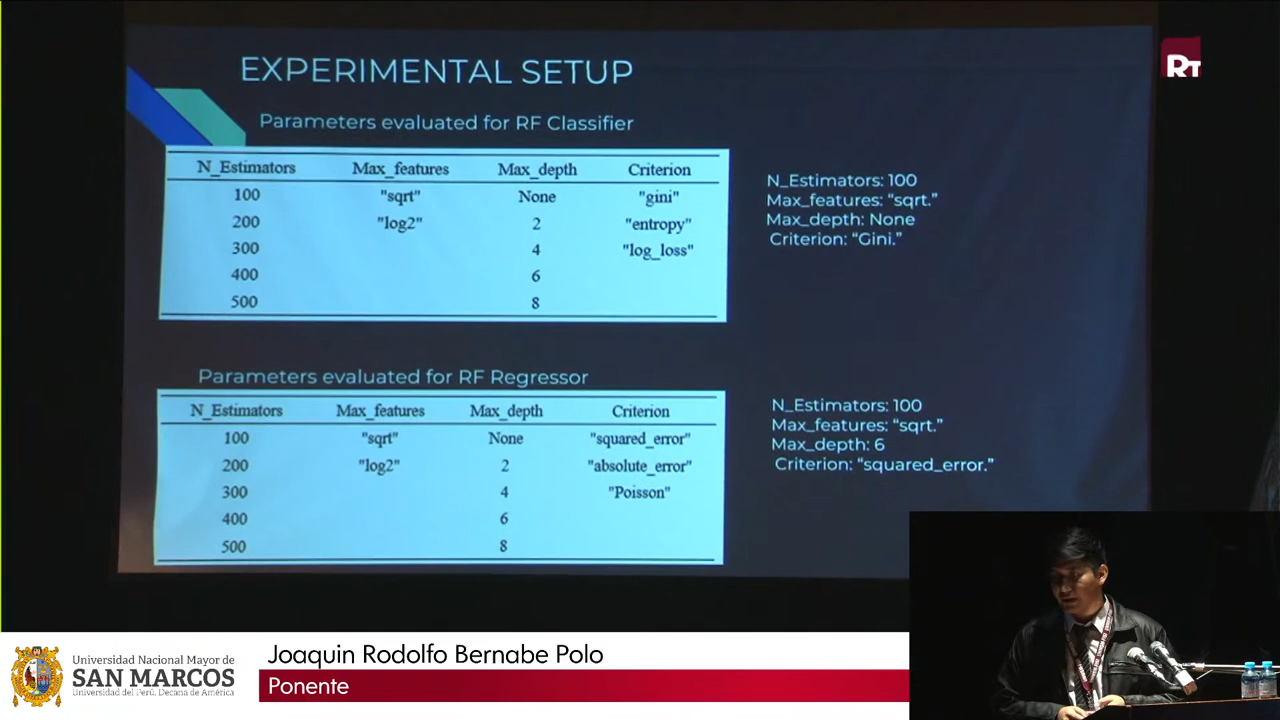 RT
EXPERIMENTAL SETUP
Parameters evaluated for RF Classifier
N_Estimators Max_features Max_depth Criterion
100 "sqrt" None "gini"
200 "log2" 2 "entropy"
300 4 "log_loss"
400 6
500 8
N_Estimators: 100
Max_features: “sqrt.”
Max_depth: None
Criterion: “Gini.”
Parameters evaluated for RF Regressor
N_Estimators Max_features Max_depth Criterion
100 "sqrt" None "squared_error"
200 "log2" 2 "absolute_error"
300 4 "Poisson"
400 6
500 8
N_Estimators: 100
Max_features: “sqrt.”
Max_depth: 6
Criterion: “squared_error.”
Universidad Nacional Mayor de
SAN MARCOS
Universidad del Perú. Decana de América
Joaquin Rodolfo Bernabe Polo
Ponente